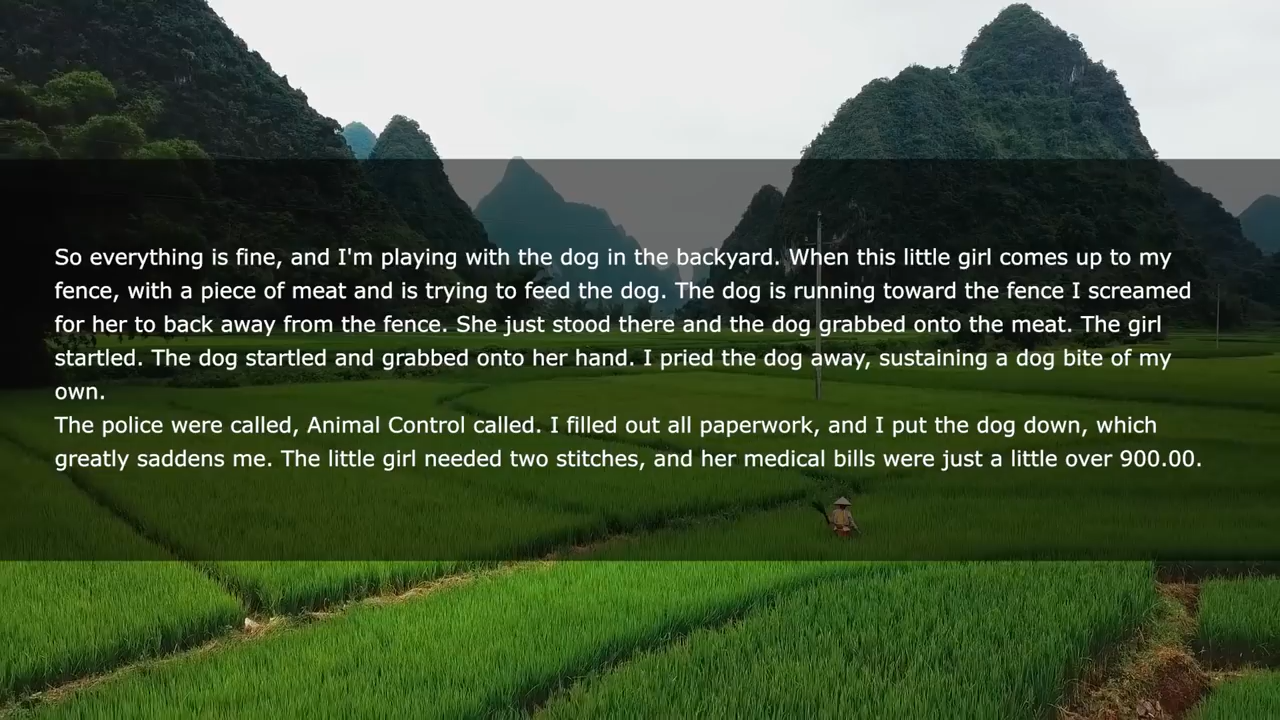 So everything is fine, and I'm playing with the dog in the backyard. When this little girl comes up to my
fence, with a piece of meat and is trying to feed the dog. The dog is running toward the fence I screamed
for her to back away from the fence. She just stood there and the dog grabbed onto the meat. The girl
startled. The dog startled and grabbed onto her hand. I pried the dog away, sustaining a dog bite of my
own.
The police were called, Animal Control called. I filled out all paperwork, and I put the dog down, which
greatly saddens me. The little girl needed two stitches, and her medical bills were just a little over 900.00.